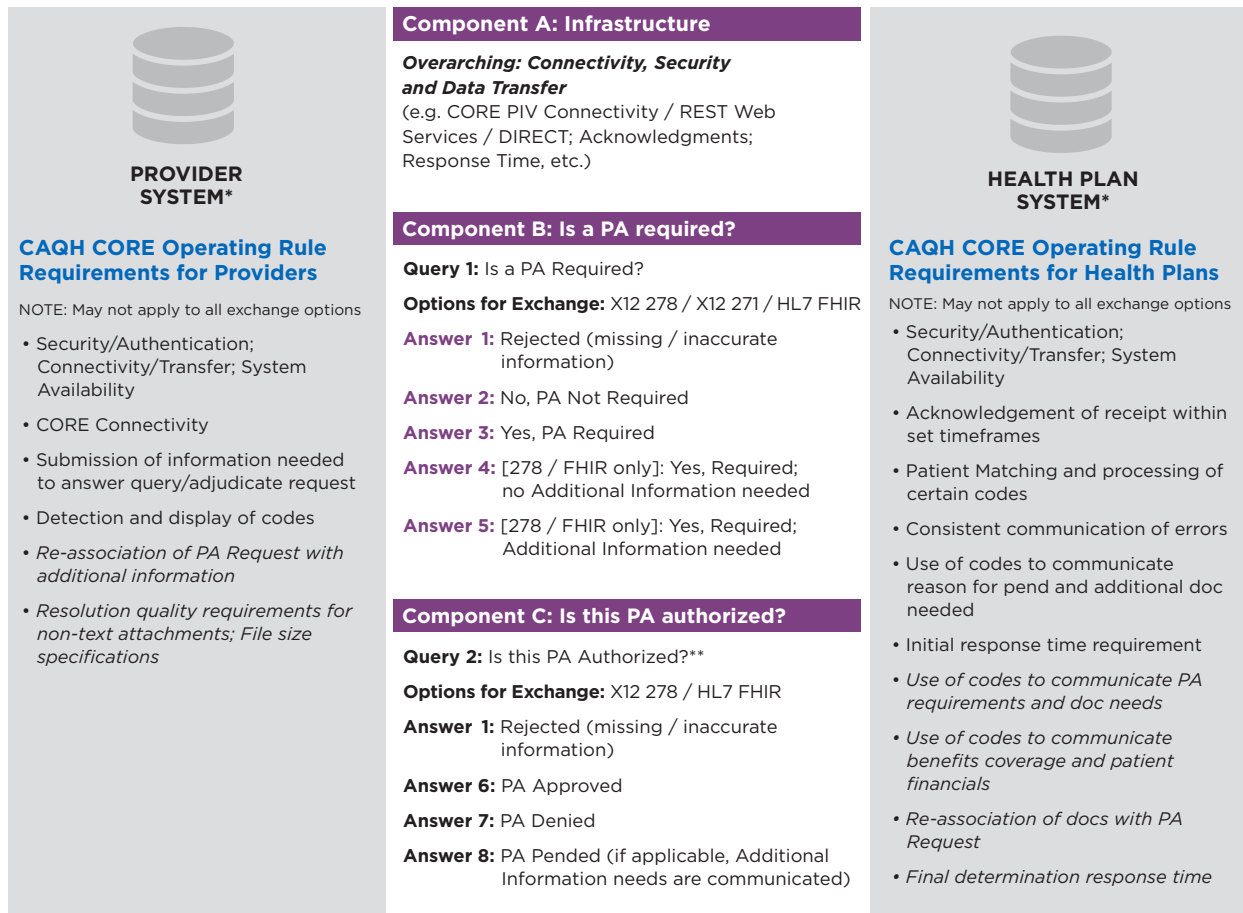 PROVIDER
SYSTEM*
CAQH CORE Operating Rule
Requirements for Providers
NOTE: May not apply to all exchange options
• Security/Authentication;
Connectivity/Transfer; System
Availability
• CORE Connectivity
• Submission of information needed
to answer query/adjudicate request
• Detection and display of codes
• Re-association of PA Request with
additional information
• Resolution quality requirements for
non-text attachments; File size
specifications
Component A: Infrastructure
Overarching: Connectivity, Security
and Data Transfer
(e.g. CORE PIV Connectivity / REST Web
Services / DIRECT; Acknowledgments;
Response Time, etc.)
Component B: Is a PA required?
Query 1: Is a PA Required?
Options for Exchange: X12 278 / X12 271 / HL7 FHIR
Answer 1: Rejected (missing / inaccurate
information)
Answer 2: No, PA Not Required
Answer 3: Yes, PA Required
Answer 4: [278 / FHIR only]: Yes, Required;
no Additional Information needed
Answer 5: [278 / FHIR only]: Yes, Required;
Additional Information needed
Component C: Is this PA authorized?
Query 2: Is this PA Authorized?**
Options for Exchange: X12 278 / HL7 FHIR
Answer 1: Rejected (missing / inaccurate
information)
Answer 6: PA Approved
Answer 7: PA Denied
Answer 8: PA Pended (if applicable, Additional
Information needs are communicated)
HEALTH PLAN
SYSTEM*
CAQH CORE Operating Rule
Requirements for Health Plans
NOTE: May not apply to all exchange options
• Security/Authentication;
Connectivity/Transfer; System
Availability
• Acknowledgement of receipt within
set timeframes
• Patient Matching and processing of
certain codes
• Consistent communication of errors
• Use of codes to communicate
reason for pend and additional doc
needed
• Initial response time requirement
• Use of codes to communicate PA
requirements and doc needs
• Use of codes to communicate
benefits coverage and patient
financials
• Re-association of docs with PA
Request
• Final determination response time